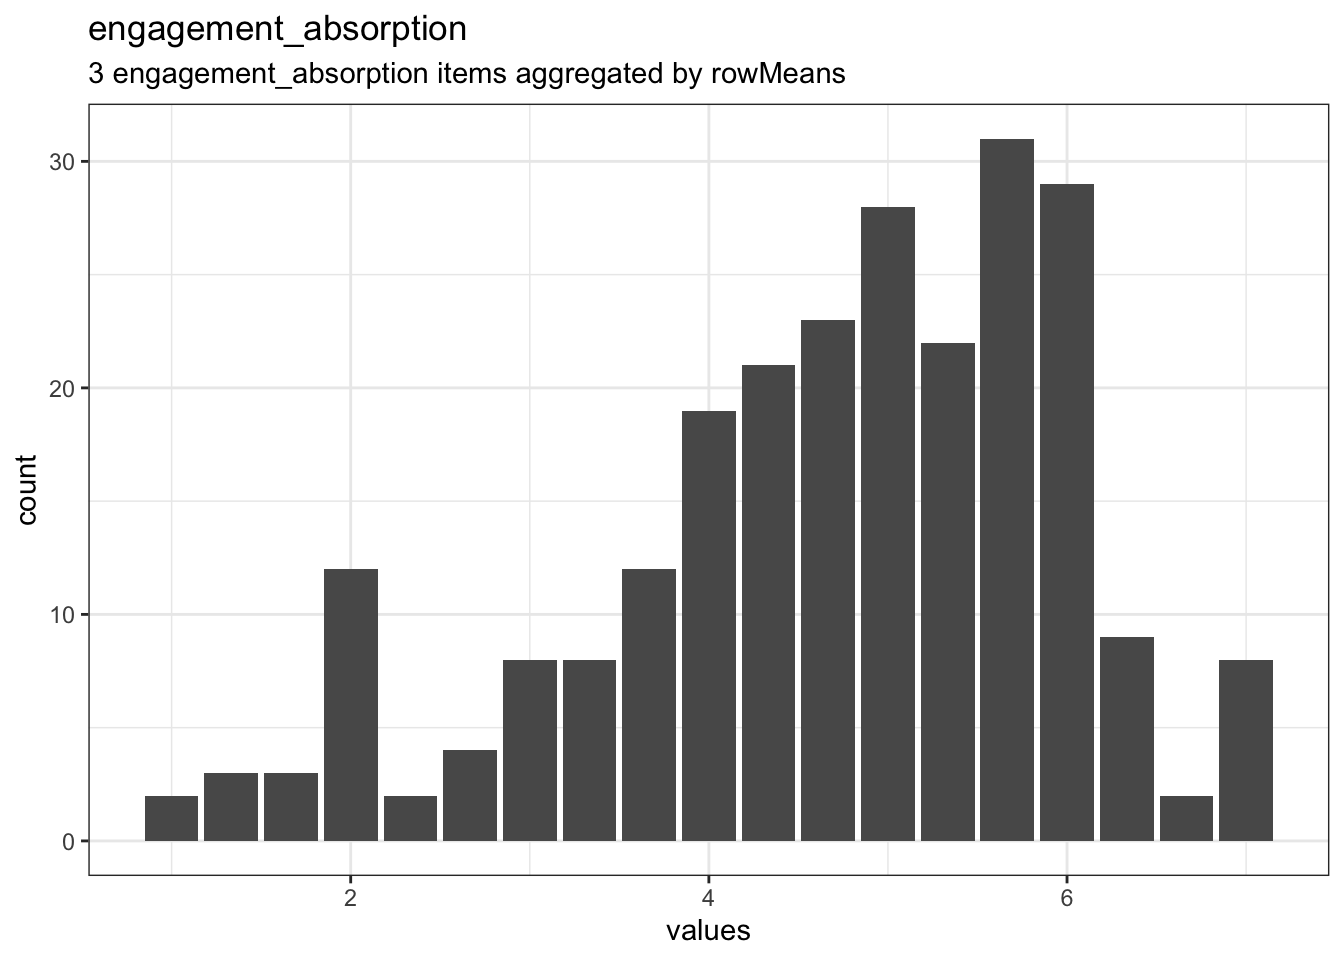 engagement_absorption
3 engagement_absorption items aggregated by rowMeans
30
20
10
0
count
2 4 6
values